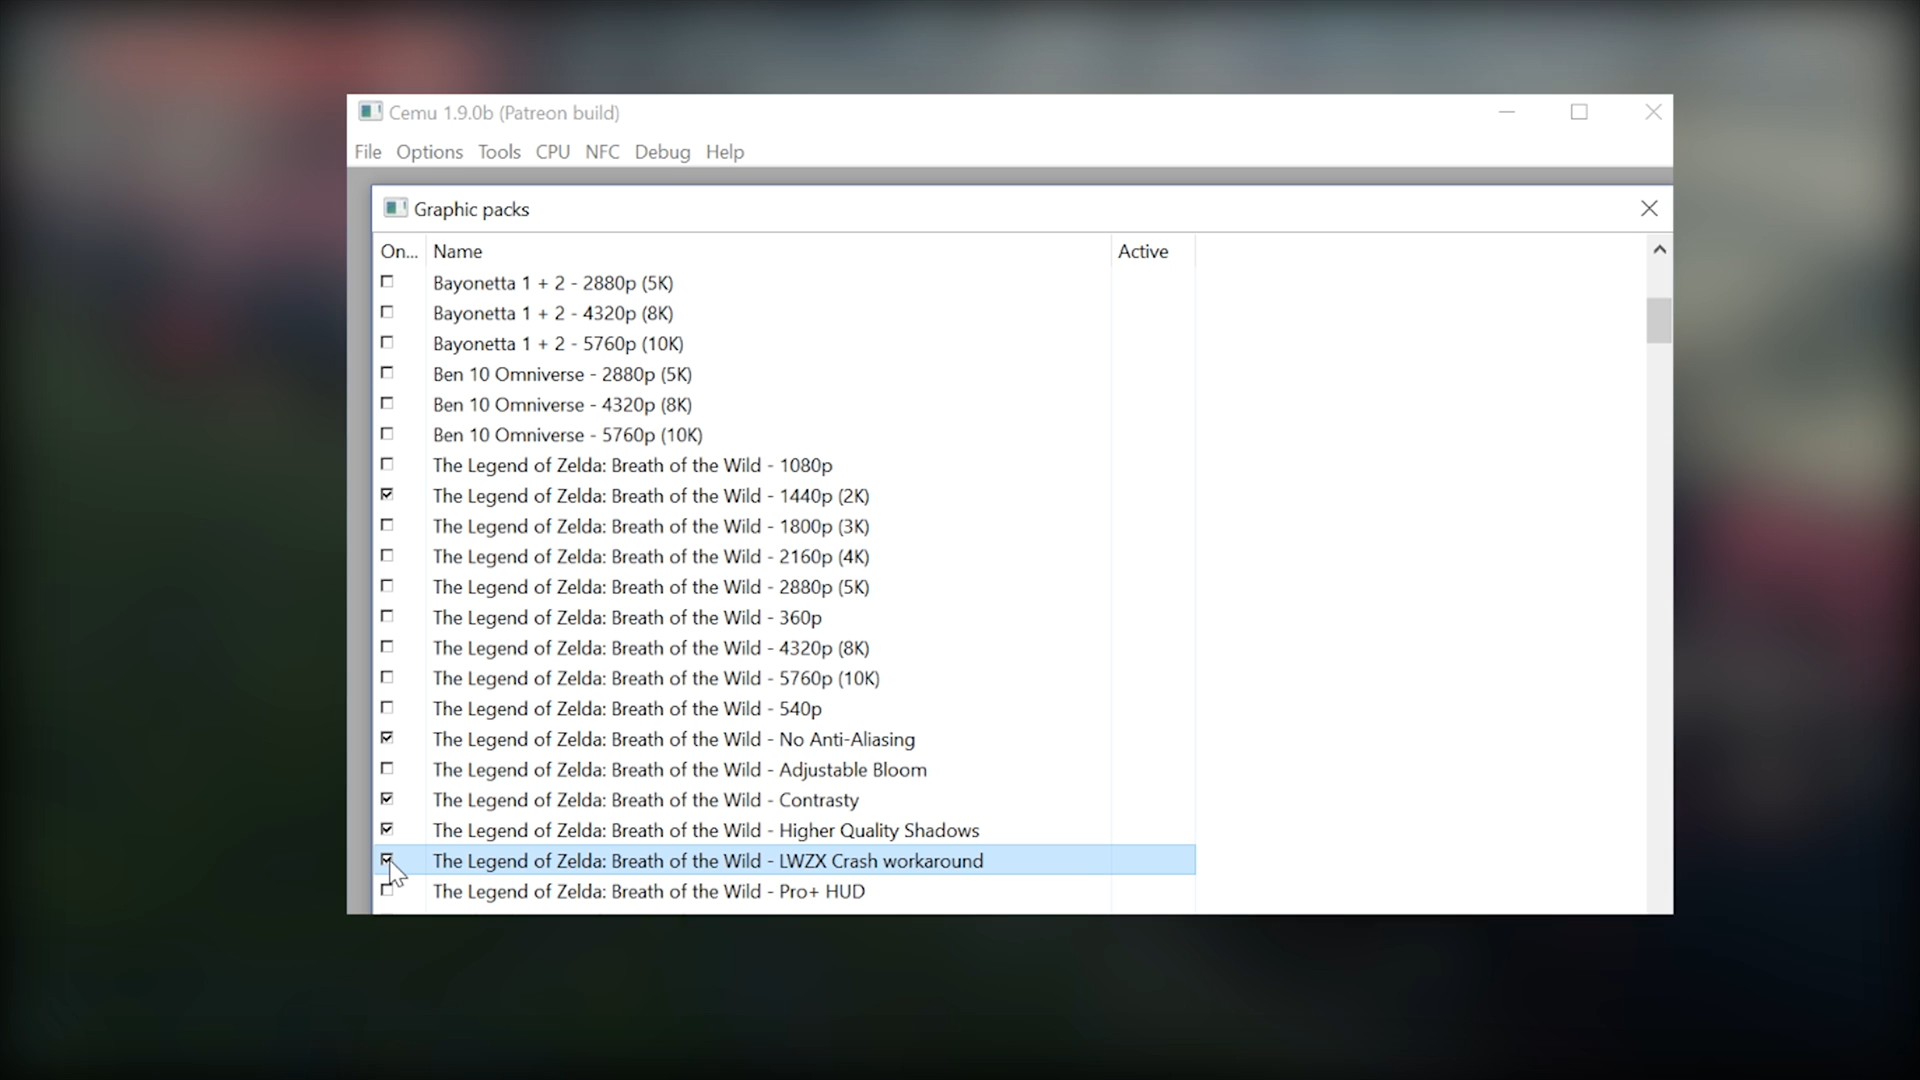 Cemu 1.9.0b (Patreon build)
File Options Tools CPU NFC Debug Help
Graphic packs
On... Name Active
Bayonetta 1 + 2 - 2880p (5K)
Bayonetta 1 + 2 - 4320p (8K)
Bayonetta 1 + 2 - 5760p (10K)
Ben 10 Omniverse - 2880p (5K)
Ben 10 Omniverse - 4320p (8K)
Ben 10 Omniverse - 5760p (10K)
The Legend of Zelda: Breath of the Wild - 1080p
The Legend of Zelda: Breath of the Wild - 1440p (2K)
The Legend of Zelda: Breath of the Wild - 1800p (3K)
The Legend of Zelda: Breath of the Wild - 2160p (4K)
The Legend of Zelda: Breath of the Wild - 2880p (5K)
The Legend of Zelda: Breath of the Wild - 360p
The Legend of Zelda: Breath of the Wild - 4320p (8K)
The Legend of Zelda: Breath of the Wild - 5760p (10K)
The Legend of Zelda: Breath of the Wild - 540p
The Legend of Zelda: Breath of the Wild - No Anti-Aliasing
The Legend of Zelda: Breath of the Wild - Adjustable Bloom
The Legend of Zelda: Breath of the Wild - Contrasty
The Legend of Zelda: Breath of the Wild - Higher Quality Shadows
The Legend of Zelda: Breath of the Wild - LWZX Crash workaround
The Legend of Zelda: Breath of the Wild - Pro+ HUD